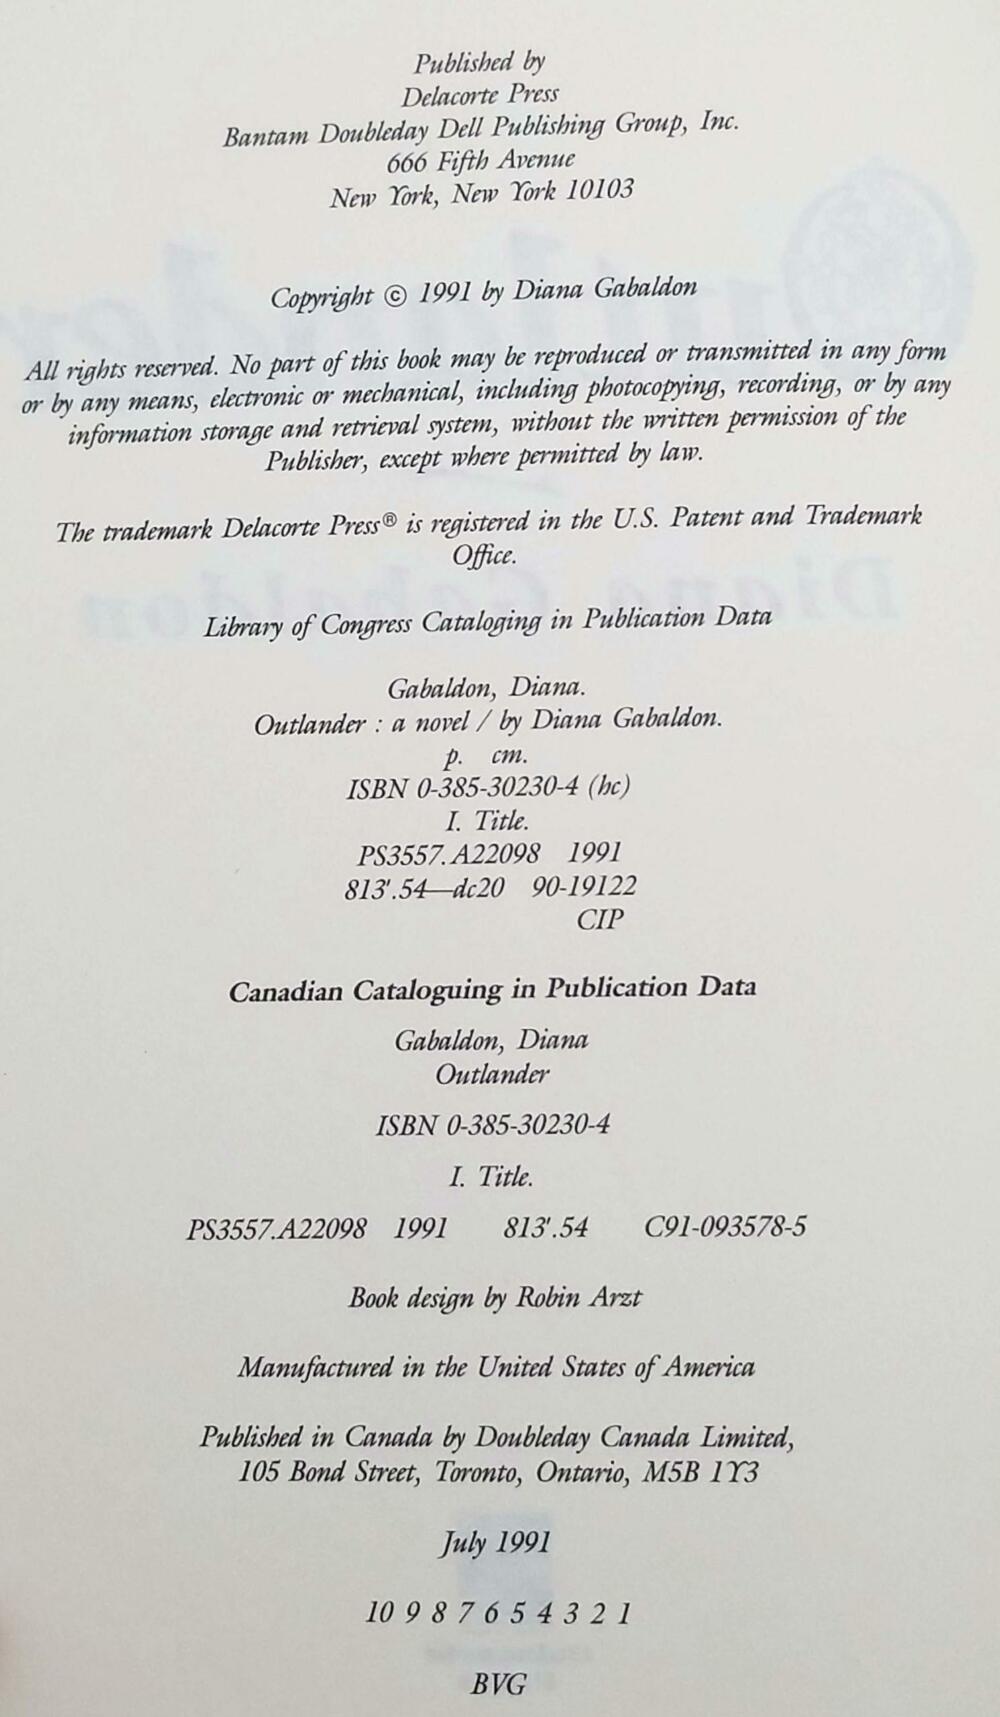 Published by
Delacorte Press
Bantam Doubleday Dell Publishing Group, Inc.
666 Fifth Avenue
New York, New York 10103
Copyright © 1991 by Diana Gabaldon
All rights reserved. No part of this book may be reproduced or transmitted in any form
or by any means, electronic or mechanical, including photocopying, recording, or by any
information storage and retrieval system, without the written permission of the
Publisher, except where permitted by law.
The trademark Delacorte Press® is registered in the U.S. Patent and Trademark
Office.
Library of Congress Cataloging in Publication Data
Gabaldon, Diana.
Outlander : a novel / by Diana Gabaldon.
p. cm.
ISBN 0-385-30230-4 (hc)
I. Title.
PS3557.A22098 1991
813'.54—dc20 90-19122
CIP
Canadian Cataloguing in Publication Data
Gabaldon, Diana
Outlander
ISBN 0-385-30230-4
I. Title.
PS3557.A22098 1991 813'.54 C91-093578-5
Book design by Robin Arzt
Manufactured in the United States of America
Published in Canada by Doubleday Canada Limited,
105 Bond Street, Toronto, Ontario, M5B 1Y3
July 1991
10 9 8 7 6 5 4 3 2 1
BVG